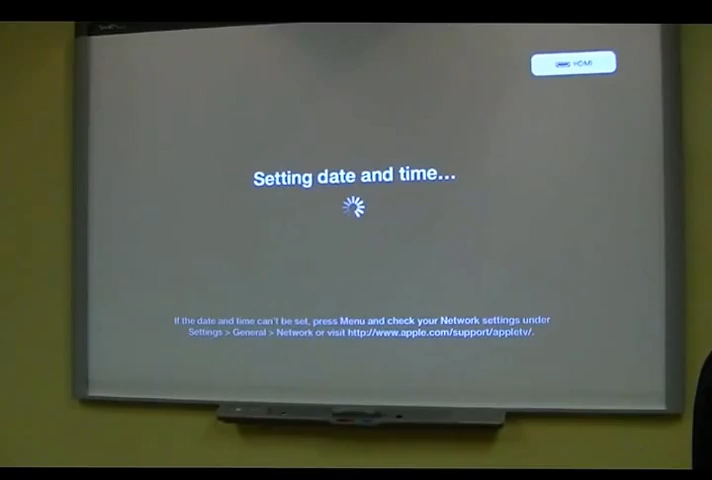 HDMI
Setting date and time...
If the date and time can't be set, press Menu and check your Network settings under
Settings > General > Network or visit http://www.apple.com/support/appletv/.